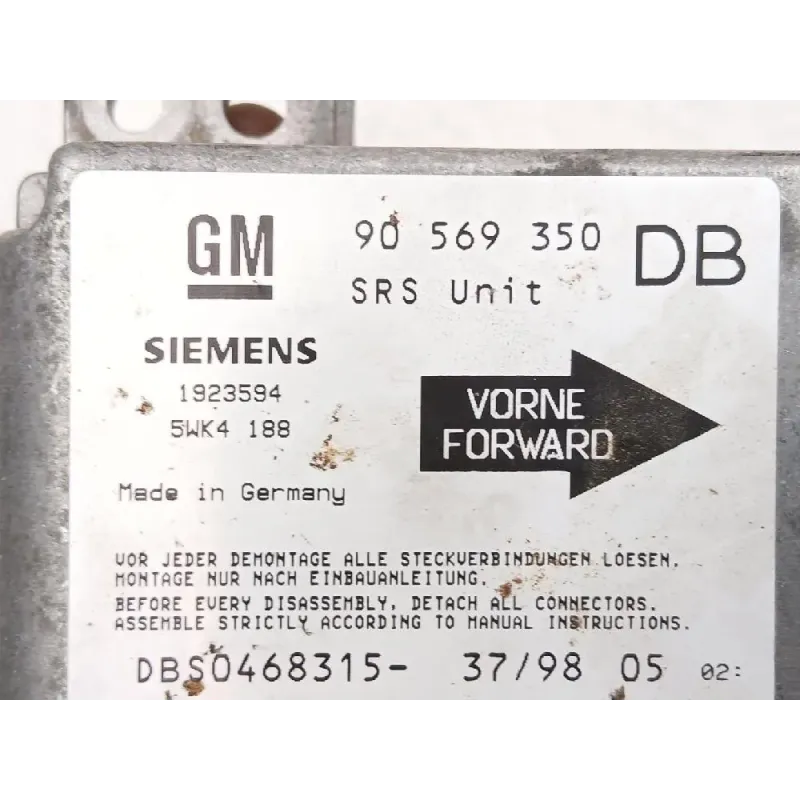 GM
90 569 350
DB
SRS Unit
SIEMENS
1923594
5WK4 188
VORNE
FORWARD
Made in Germany
VOR JEDER DEMONTAGE ALLE STECKVERBINDUNGEN LOESEN.
MONTAGE NUR NACH EINBAUANLEITUNG.
BEFORE EVERY DISASSEMBLY, DETACH ALL CONNECTORS.
ASSEMBLE STRICTLY ACCORDING TO MANUAL INSTRUCTIONS.
DBS0468315- 37/98 05 02: